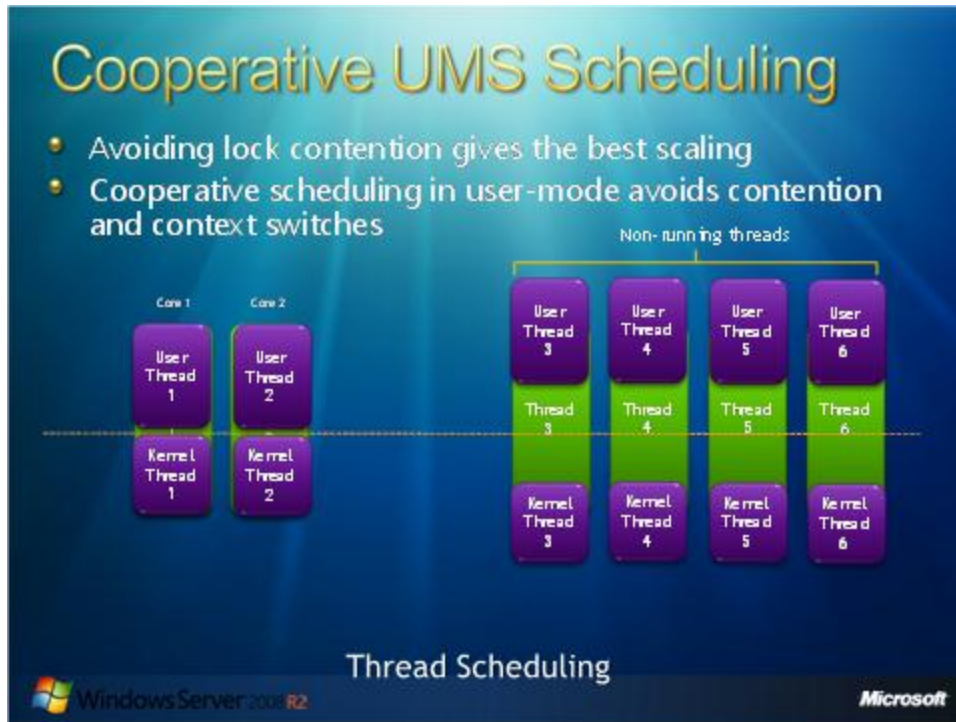 Cooperative UMS Scheduling
Avoiding lock contention gives the best scaling
Cooperative scheduling in user-mode avoids contention
and context switches
Non-running threads
Core 1
Core 2
User
Thread
1
User
Thread
2
Kernel
Thread
1
Kernel
Thread
2
User
Thread
3
User
Thread
4
User
Thread
5
User
Thread
6
Thread
3
Thread
4
Thread
5
Thread
6
Kernel
Thread
3
Kernel
Thread
4
Kernel
Thread
5
Kernel
Thread
6
Thread Scheduling
Windows Server 2008 R2
Microsoft